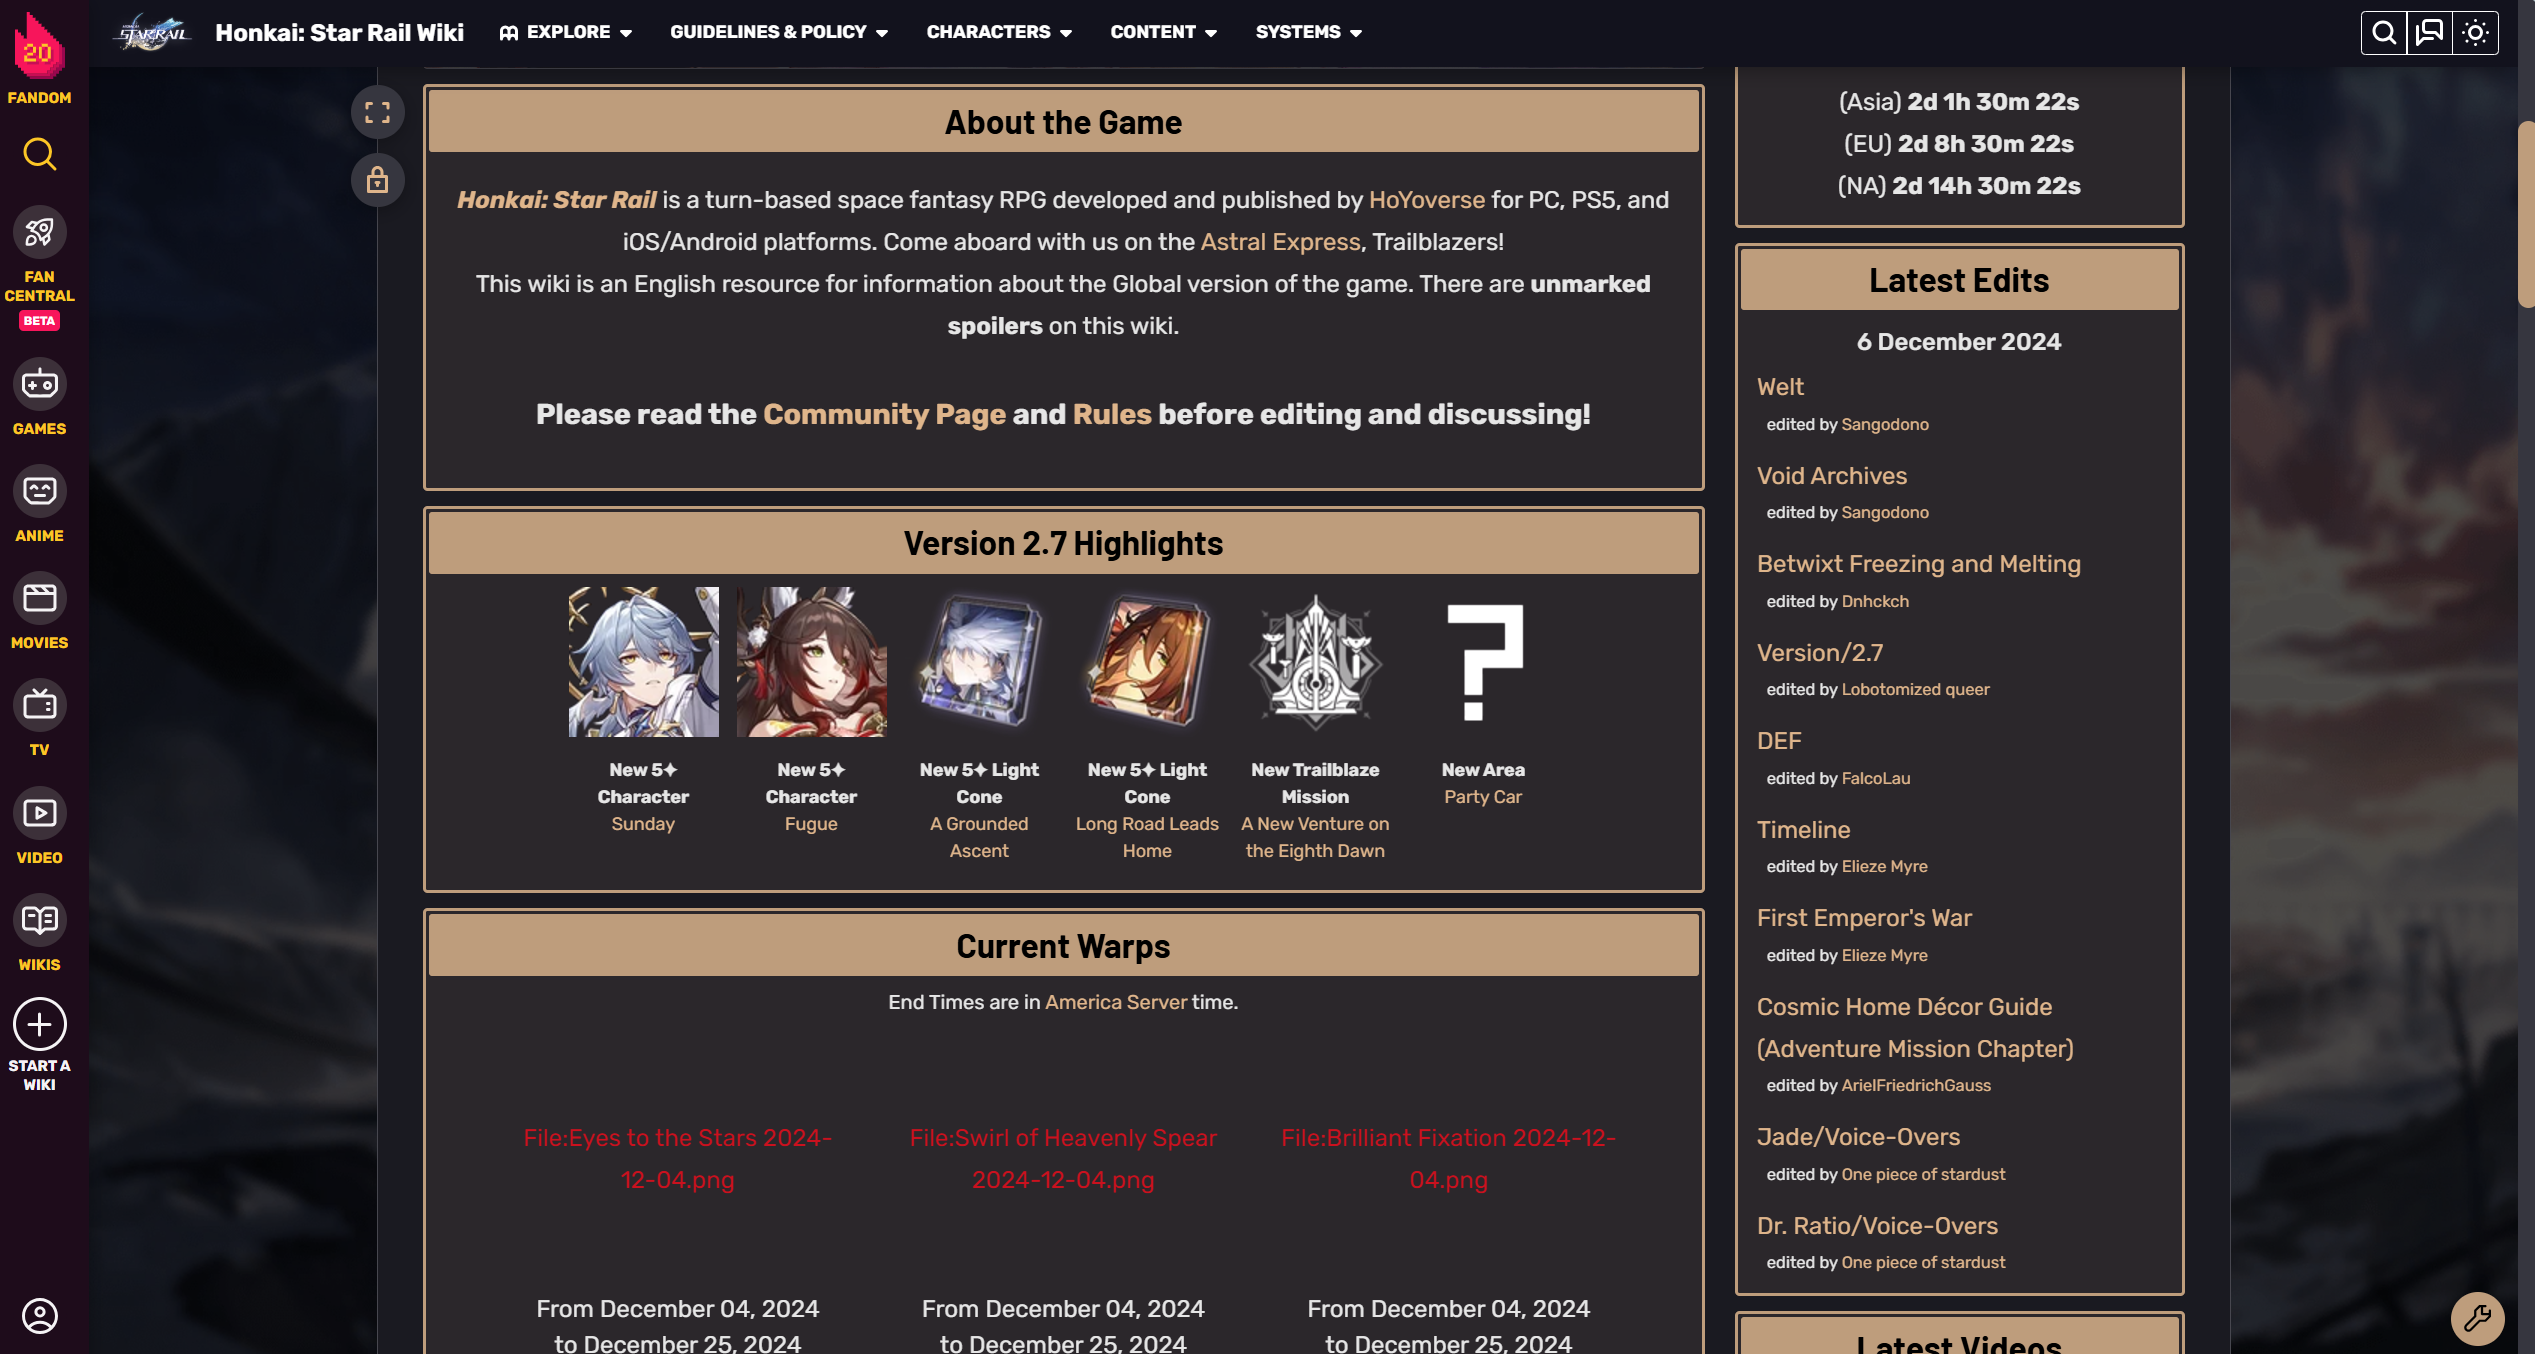 20
FANDOM
FAN
CENTRAL
BETA
GAMES
ANIME
MOVIES
TV
VIDEO
WIKIS
START A
WIKI
STAR RAIL
Honkai: Star Rail Wiki
EXPLORE
GUIDELINES & POLICY
CHARACTERS
CONTENT
SYSTEMS
About the Game
Honkai: Star Rail is a turn-based space fantasy RPG developed and published by HoYoverse for PC, PS5, and
iOS/Android platforms. Come aboard with us on the Astral Express, Trailblazers!
This wiki is an English resource for information about the Global version of the game. There are unmarked
spoilers on this wiki.
Please read the Community Page and Rules before editing and discussing!
Version 2.7 Highlights
New 5✦
Character
Sunday
New 5✦
Character
Fugue
New 5✦ Light
Cone
A Grounded
Ascent
New 5✦ Light
Cone
Long Road Leads
Home
New Trailblaze
Mission
A New Venture on
the Eighth Dawn
?
New Area
Party Car
Current Warps
End Times are in America Server time.
File:Eyes to the Stars 2024-
12-04.png
File:Swirl of Heavenly Spear
2024-12-04.png
File:Brilliant Fixation 2024-12-
04.png
From December 04, 2024
to December 25, 2024
From December 04, 2024
to December 25, 2024
From December 04, 2024
to December 25, 2024
(Asia) 2d 1h 30m 22s
(EU) 2d 8h 30m 22s
(NA) 2d 14h 30m 22s
Latest Edits
6 December 2024
Welt
edited by Sangodono
Void Archives
edited by Sangodono
Betwixt Freezing and Melting
edited by Dnhckch
Version/2.7
edited by Lobotomized queer
DEF
edited by FalcoLau
Timeline
edited by Elieze Myre
First Emperor's War
edited by Elieze Myre
Cosmic Home Décor Guide
(Adventure Mission Chapter)
edited by ArielFriedrichGauss
Jade/Voice-Overs
edited by One piece of stardust
Dr. Ratio/Voice-Overs
edited by One piece of stardust
Latest Videos